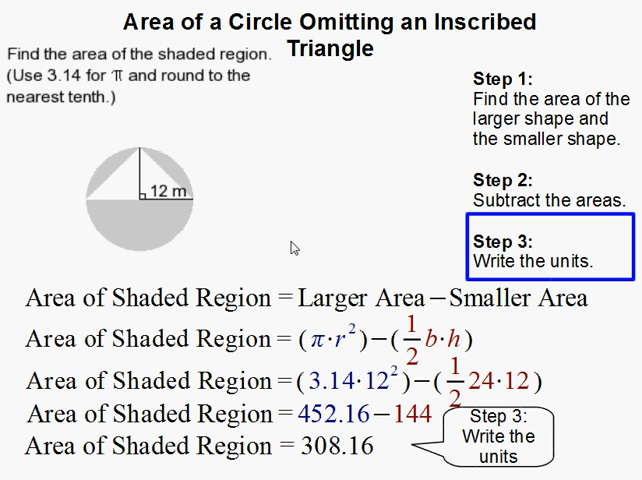 Area of a Circle Omitting an Inscribed
Triangle
Find the area of the shaded region.
(Use 3.14 for π and round to the
nearest tenth.)
12 m
Step 1:
Find the area of the
larger shape and
the smaller shape.
Step 2:
Subtract the areas.
Step 3:
Write the units.
Area of Shaded Region = Larger Area − Smaller Area
Area of Shaded Region = (π·r²)−(1/2 b·h)
Area of Shaded Region = (3.14·12²)−(1/2 24·12)
Area of Shaded Region = 452.16−144
Area of Shaded Region = 308.16
Step 3:
Write the
units